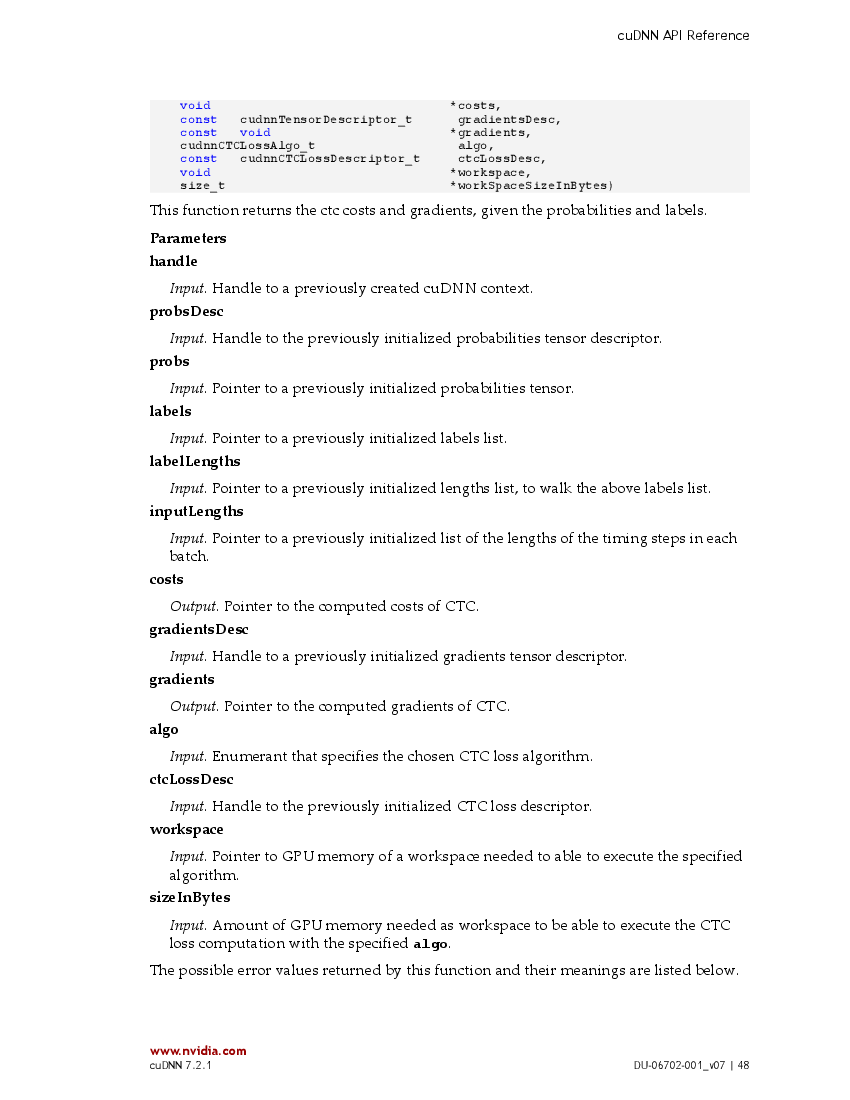 cuDNN API Reference
void *costs,
const cudnnTensorDescriptor_t gradientsDesc,
const void *gradients,
cudnnCTCLossAlgo_t algo,
const cudnnCTCLossDescriptor_t ctcLossDesc,
void *workspace,
size_t *workSpaceSizeInBytes)
This function returns the ctc costs and gradients, given the probabilities and labels.
Parameters
handle
Input. Handle to a previously created cuDNN context.
probsDesc
Input. Handle to the previously initialized probabilities tensor descriptor.
probs
Input. Pointer to a previously initialized probabilities tensor.
labels
Input. Pointer to a previously initialized labels list.
labelLengths
Input. Pointer to a previously initialized lengths list, to walk the above labels list.
inputLengths
Input. Pointer to a previously initialized list of the lengths of the timing steps in each
batch.
costs
Output. Pointer to the computed costs of CTC.
gradientsDesc
Input. Handle to a previously initialized gradients tensor descriptor.
gradients
Output. Pointer to the computed gradients of CTC.
algo
Input. Enumerant that specifies the chosen CTC loss algorithm.
ctcLossDesc
Input. Handle to the previously initialized CTC loss descriptor.
workspace
Input. Pointer to GPU memory of a workspace needed to able to execute the specified
algorithm.
sizeInBytes
Input. Amount of GPU memory needed as workspace to be able to execute the CTC
loss computation with the specified algo.
The possible error values returned by this function and their meanings are listed below.
www.nvidia.com
cuDNN 7.2.1 DU-06702-001_v07 | 48